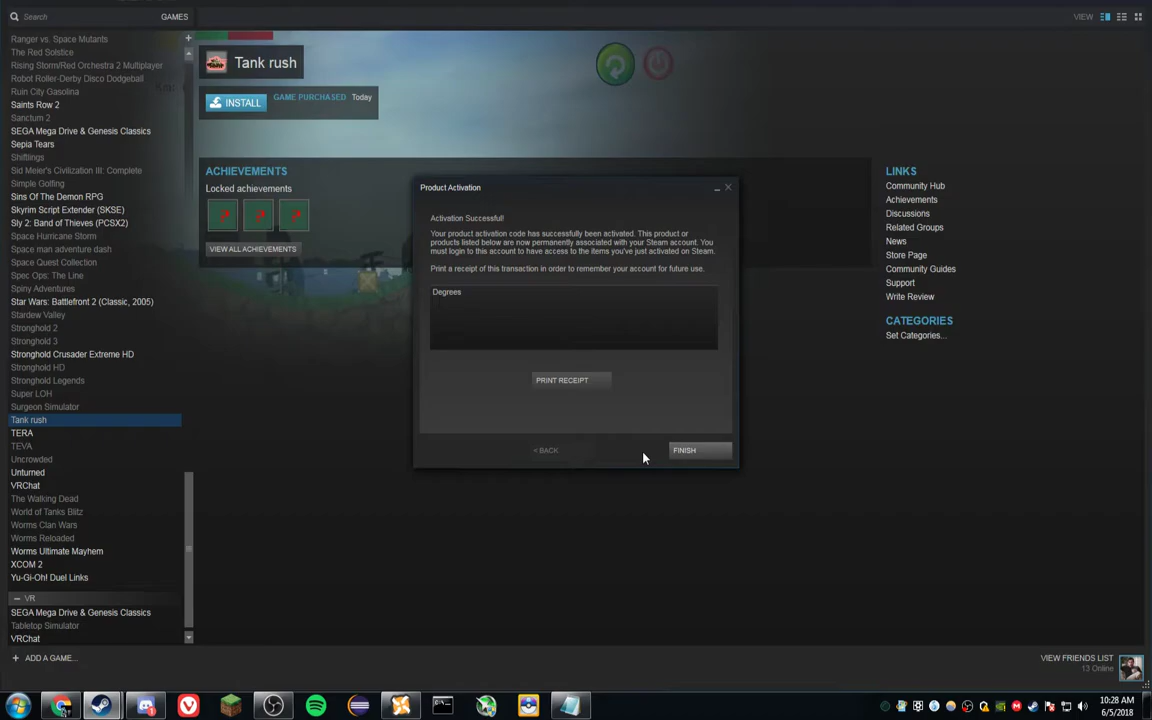 Search
GAMES
VIEW
Ranger vs. Space Mutants
The Red Solstice
Rising Storm/Red Orchestra 2 Multiplayer
Robot Roller-Derby Disco Dodgeball
Ruin City Gasolina
Saints Row 2
Sanctum 2
SEGA Mega Drive & Genesis Classics
Sepia Tears
Shiftlings
Sid Meier's Civilization III: Complete
Simple Golfing
Sins Of The Demon RPG
Skyrim Script Extender (SKSE)
Sly 2: Band of Thieves (PCSX2)
Space Hurricane Storm
Space man adventure dash
Space Quest Collection
Spec Ops: The Line
Spiny Adventures
Star Wars: Battlefront 2 (Classic, 2005)
Stardew Valley
Stronghold 2
Stronghold 3
Stronghold Crusader Extreme HD
Stronghold HD
Stronghold Legends
Super LOH
Surgeon Simulator
Tank rush
TERA
TEVA
Uncrowded
Unturned
VRChat
The Walking Dead
World of Tanks Blitz
Worms Clan Wars
Worms Reloaded
Worms Ultimate Mayhem
XCOM 2
Yu-Gi-Oh! Duel Links
— VR
SEGA Mega Drive & Genesis Classics
Tabletop Simulator
VRChat
+ ADD A GAME...
Tank rush
INSTALL
GAME PURCHASED Today
ACHIEVEMENTS
Locked achievements
? ? ?
VIEW ALL ACHIEVEMENTS
Product Activation
Activation Successful!
Your product activation code has successfully been activated. This product or
products listed below are now permanently associated with your Steam account. You
must login to this account to have access to the items you've just activated on Steam.
Print a receipt of this transaction in order to remember your account for future use.
Degrees
PRINT RECEIPT
< BACK
FINISH
LINKS
Community Hub
Achievements
Discussions
Related Groups
News
Store Page
Community Guides
Support
Write Review
CATEGORIES
Set Categories...
VIEW FRIENDS LIST
13 Online
10:28 AM
6/5/2018